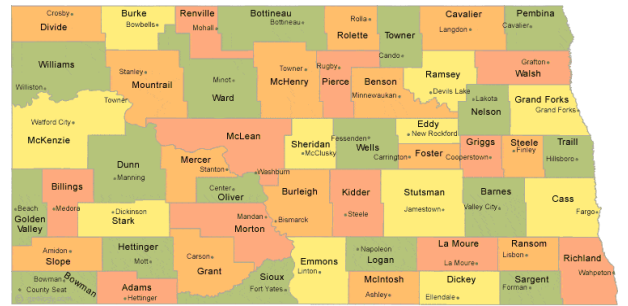 Crosby
Divide
Burke
Bowbells
Renville
Mohall
Bottineau
Bottineau
Rolla
Rolette
Towner
Cando
Cavalier
Langdon
Pembina
Cavalier
Williams
Williston
Stanley
Mountrail
Towner
Minot
Ward
Towner
McHenry
Rugby
Pierce
Benson
Minnewaukan
Ramsey
Devils Lake
Grafton
Walsh
Lakota
Nelson
Grand Forks
Grand Forks
Watford City
McKenzie
Dunn
Manning
McLean
Washburn
Mercer
Stanton
Sheridan
McClusky
Fessenden
Wells
Eddy
New Rockford
Carrington
Foster
Griggs
Cooperstown
Steele
Finley
Traill
Hillsboro
Center
Oliver
Beach
Golden
Valley
Billings
Medora
Dickinson
Stark
Mandan
Morton
Burleigh
Bismarck
Kidder
Steele
Stutsman
Jamestown
Barnes
Valley City
Cass
Fargo
Amidon
Slope
Hettinger
Mott
Carson
Grant
Sioux
Fort Yates
Emmons
Linton
Napoleon
Logan
La Moure
La Moure
Ransom
Lisbon
Richland
Wahpeton
Bowman
Bowman
County Seat
Adams
Hettinger
McIntosh
Ashley
Dickey
Ellendale
Sargent
Forman